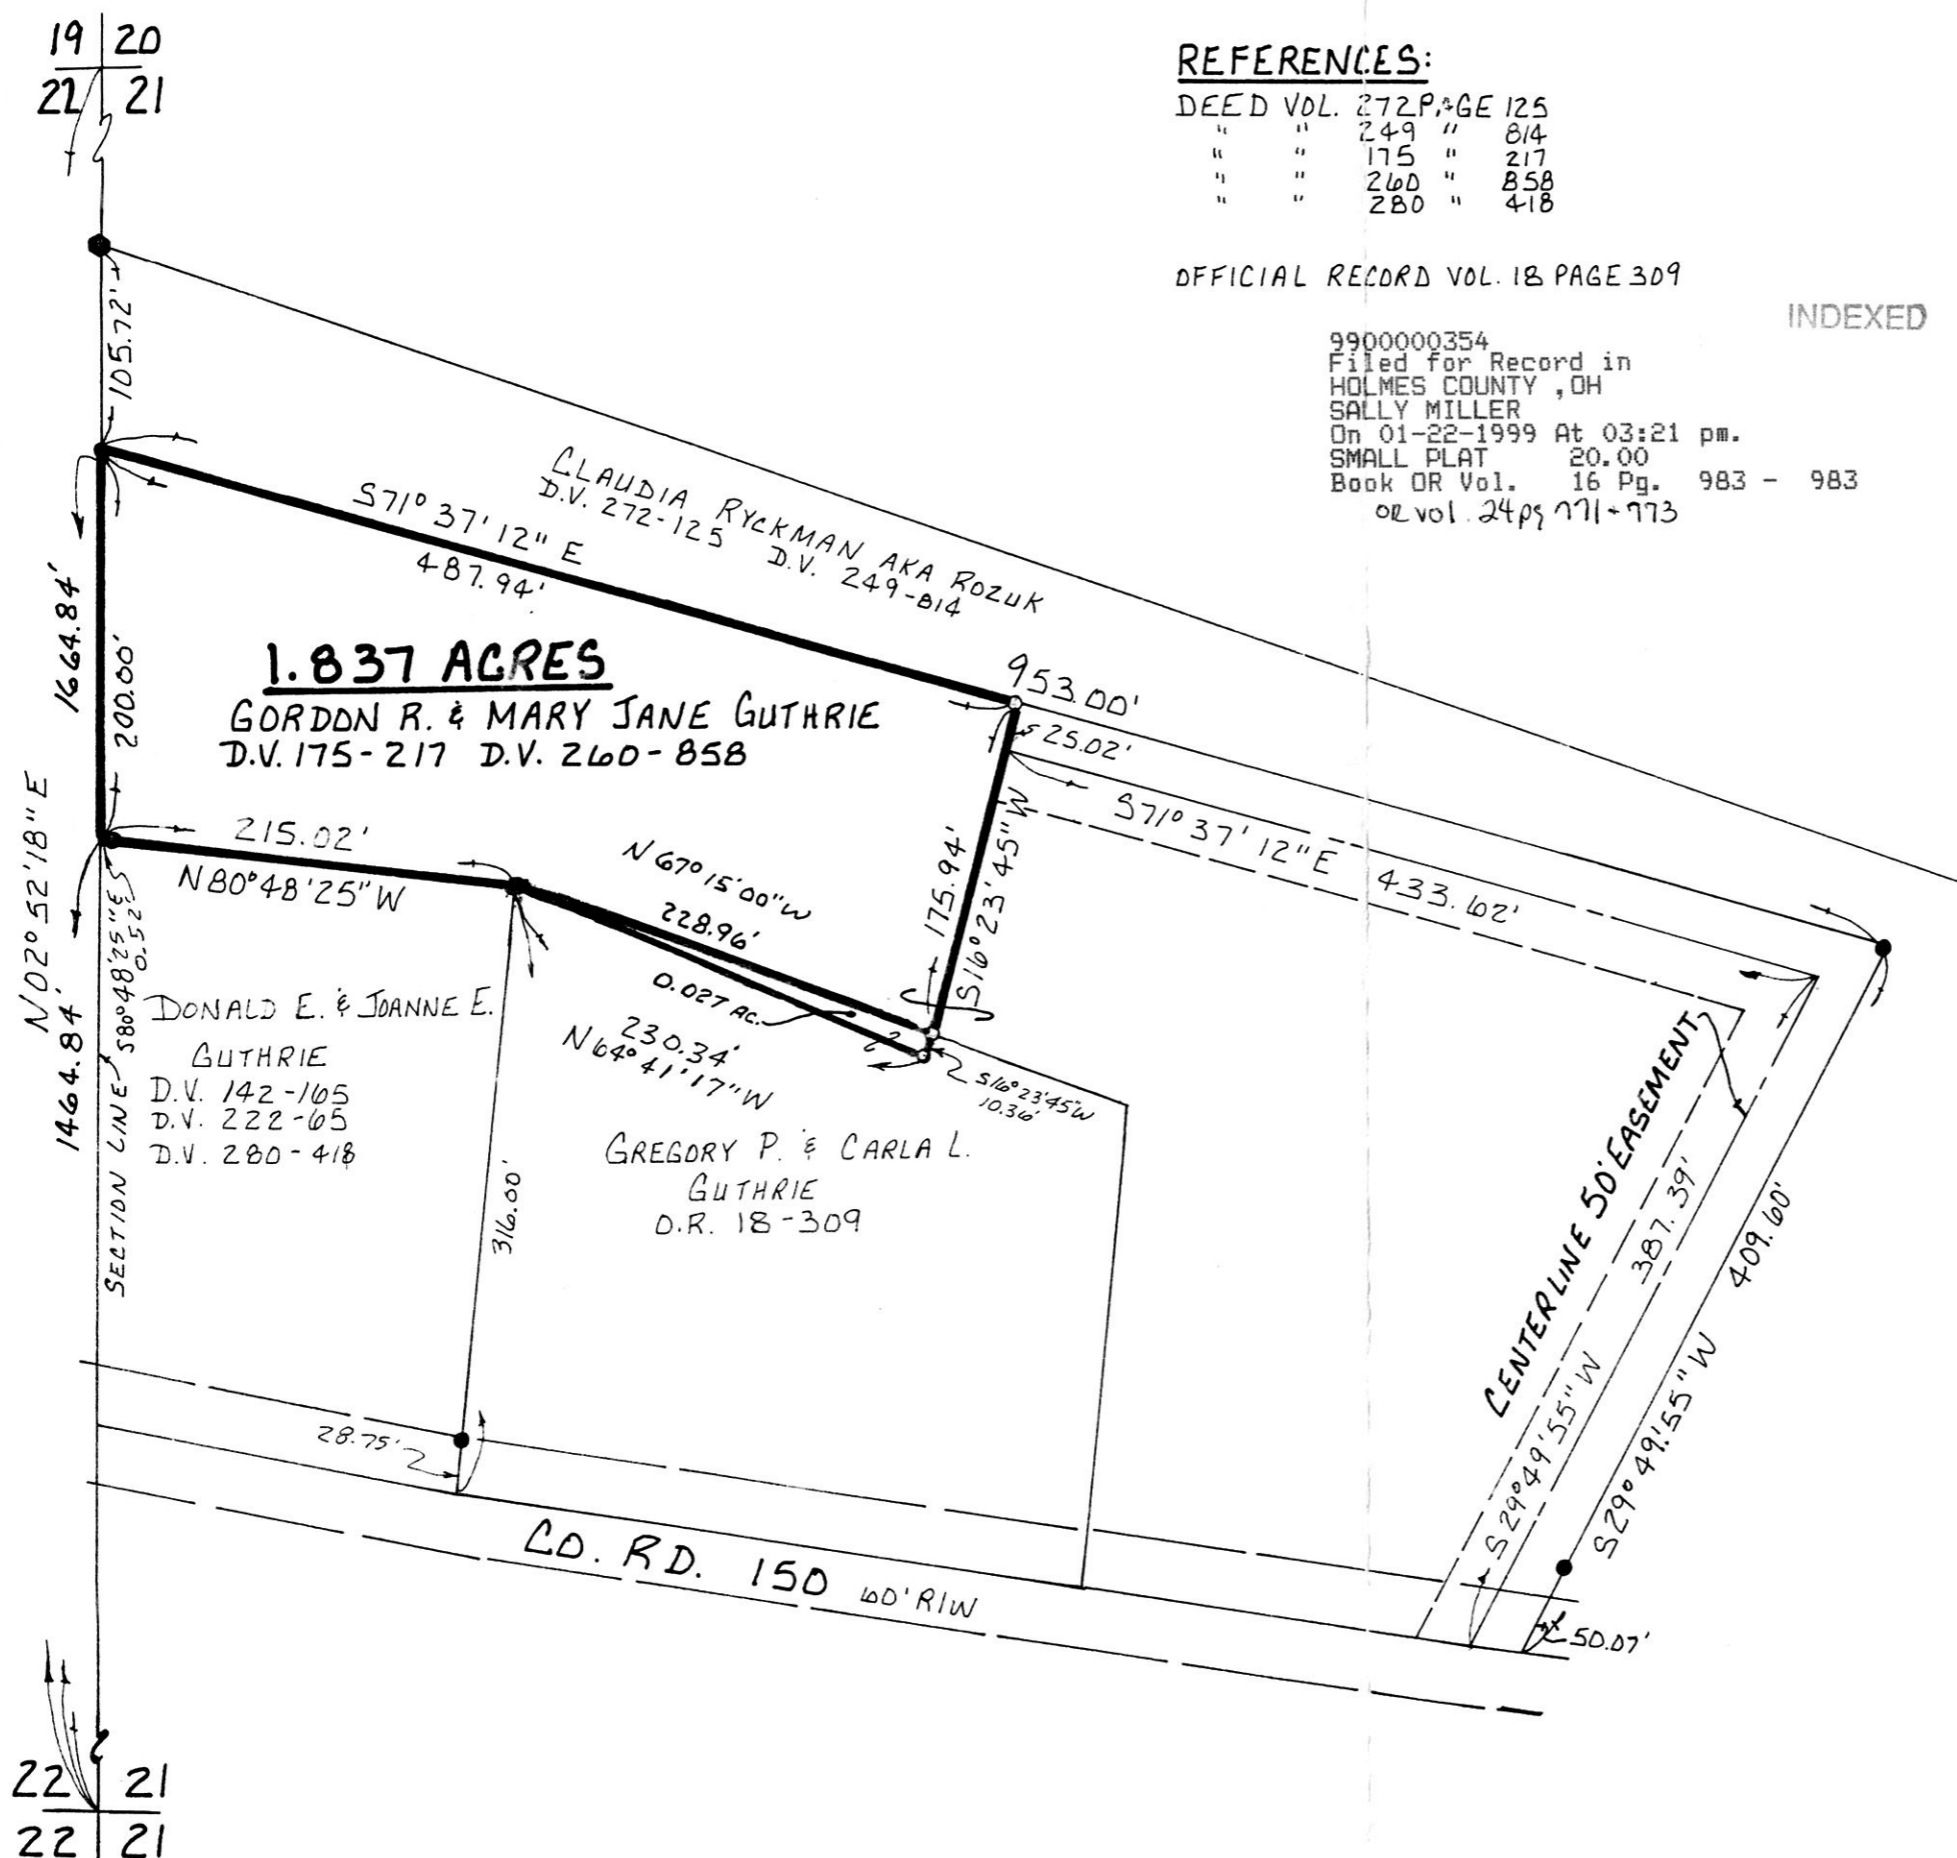 19 20
22 21
REFERENCES:
DEED VOL. 272 PAGE 125
" " 249 " 814
" " 175 " 217
" " 260 " 858
" " 280 " 418
OFFICIAL RECORD VOL. 18 PAGE 309
INDEXED
9900000354
Filed for Record in
HOLMES COUNTY ,OH
SALLY MILLER
On 01-22-1999 At 03:21 pm.
SMALL PLAT 20.00
Book OR Vol. 16 Pg. 983 - 983
OR vol. 24 pg 971+973
105.72'
CLAUDIA RYCKMAN AKA ROZUK
D.V. 272-125 D.V. 249-814
S71° 37' 12" E
487.94'
1664.84'
200.00'
1.837 ACRES
GORDON R. & MARY JANE GUTHRIE
D.V. 175-217 D.V. 260-858
953.00'
25.02'
S71° 37' 12" E 433.62'
215.02'
N80° 48' 25" W
N 67° 15' 00" W
228.96'
175.94'
S16° 23' 45" W
N02° 52' 18" E
1464.84'
S80° 48' 25" E
0.52'
SECTION LINE
0.027 AC.
230.34'
N64° 41' 17" W
S16° 23' 45" W
10.36'
DONALD E. & JOANNE E.
GUTHRIE
D.V. 142-165
D.V. 222-65
D.V. 280-418
GREGORY P. & CARLA L.
GUTHRIE
O.R. 18-309
316.00'
CENTERLINE 50' EASEMENT
387.39'
S29° 49' 55" W
409.60'
S29° 49' 55" W
28.75'
CO. RD. 150 60' R/W
50.07'
22 21
22 21